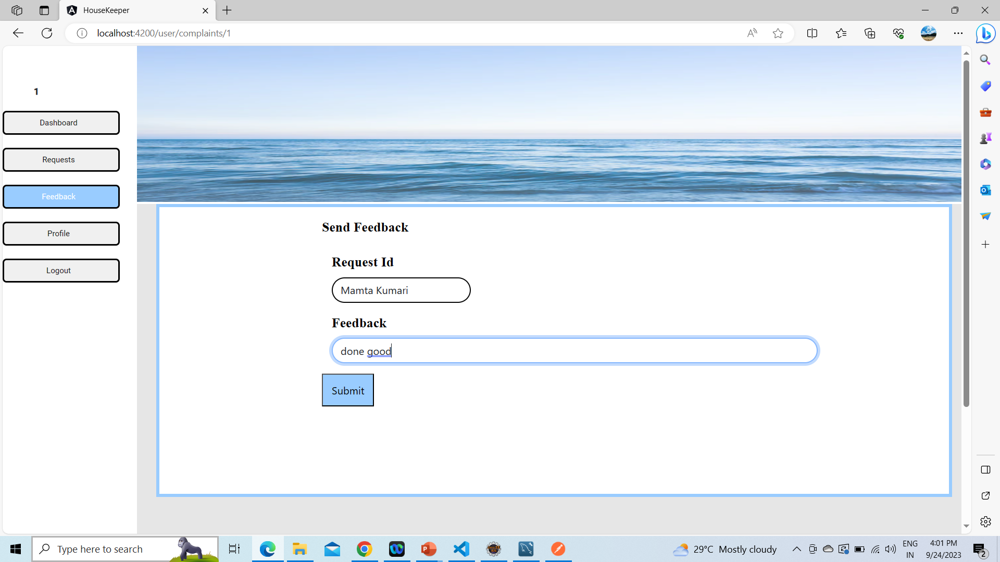 HouseKeeper
localhost:4200/user/complaints/1
1
Dashboard
Requests
Feedback
Profile
Logout
Send Feedback
Request Id
Mamta Kumari
Feedback
done good
Submit
Type here to search
29°C Mostly cloudy
ENG
IN
4:01 PM
9/24/2023
2